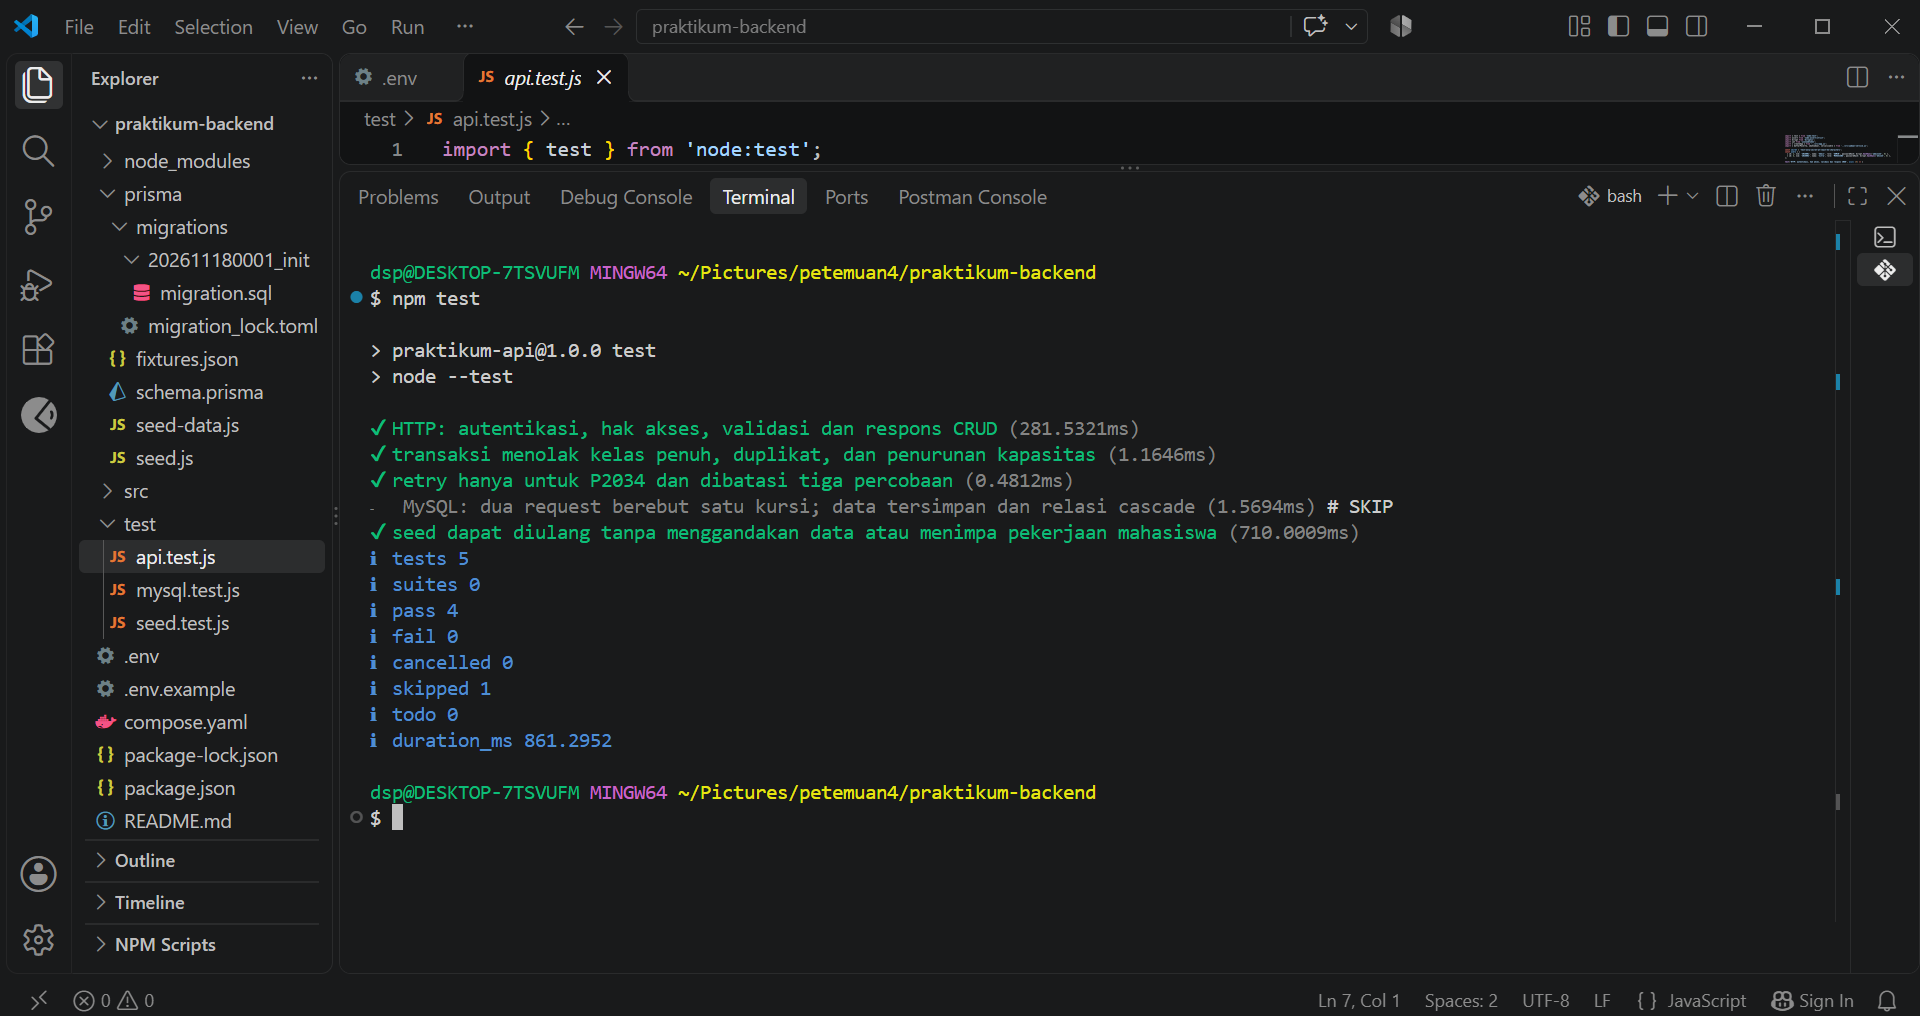 File Edit Selection View Go Run ··· praktikum-backend
Explorer ···
praktikum-backend
node_modules
prisma
migrations
202611180001_init
migration.sql
migration_lock.toml
{} fixtures.json
schema.prisma
JS seed-data.js
JS seed.js
src
test
JS api.test.js
JS mysql.test.js
JS seed.test.js
.env
.env.example
compose.yaml
{} package-lock.json
{} package.json
README.md
Outline
Timeline
NPM Scripts
.env JS api.test.js
test > JS api.test.js > ...
1 import { test } from 'node:test';
Problems Output Debug Console Terminal Ports Postman Console bash
dsp@DESKTOP-7TSVUFM MINGW64 ~/Pictures/petemuan4/praktikum-backend
$ npm test
> praktikum-api@1.0.0 test
> node --test
✔ HTTP: autentikasi, hak akses, validasi dan respons CRUD (281.5321ms)
✔ transaksi menolak kelas penuh, duplikat, dan penurunan kapasitas (1.1646ms)
✔ retry hanya untuk P2034 dan dibatasi tiga percobaan (0.4812ms)
﹣ MySQL: dua request berebut satu kursi; data tersimpan dan relasi cascade (1.5694ms) # SKIP
✔ seed dapat diulang tanpa menggandakan data atau menimpa pekerjaan mahasiswa (710.0009ms)
ℹ tests 5
ℹ suites 0
ℹ pass 4
ℹ fail 0
ℹ cancelled 0
ℹ skipped 1
ℹ todo 0
ℹ duration_ms 861.2952
dsp@DESKTOP-7TSVUFM MINGW64 ~/Pictures/petemuan4/praktikum-backend
$
0 0 Ln 7, Col 1 Spaces: 2 UTF-8 LF {} JavaScript Sign In